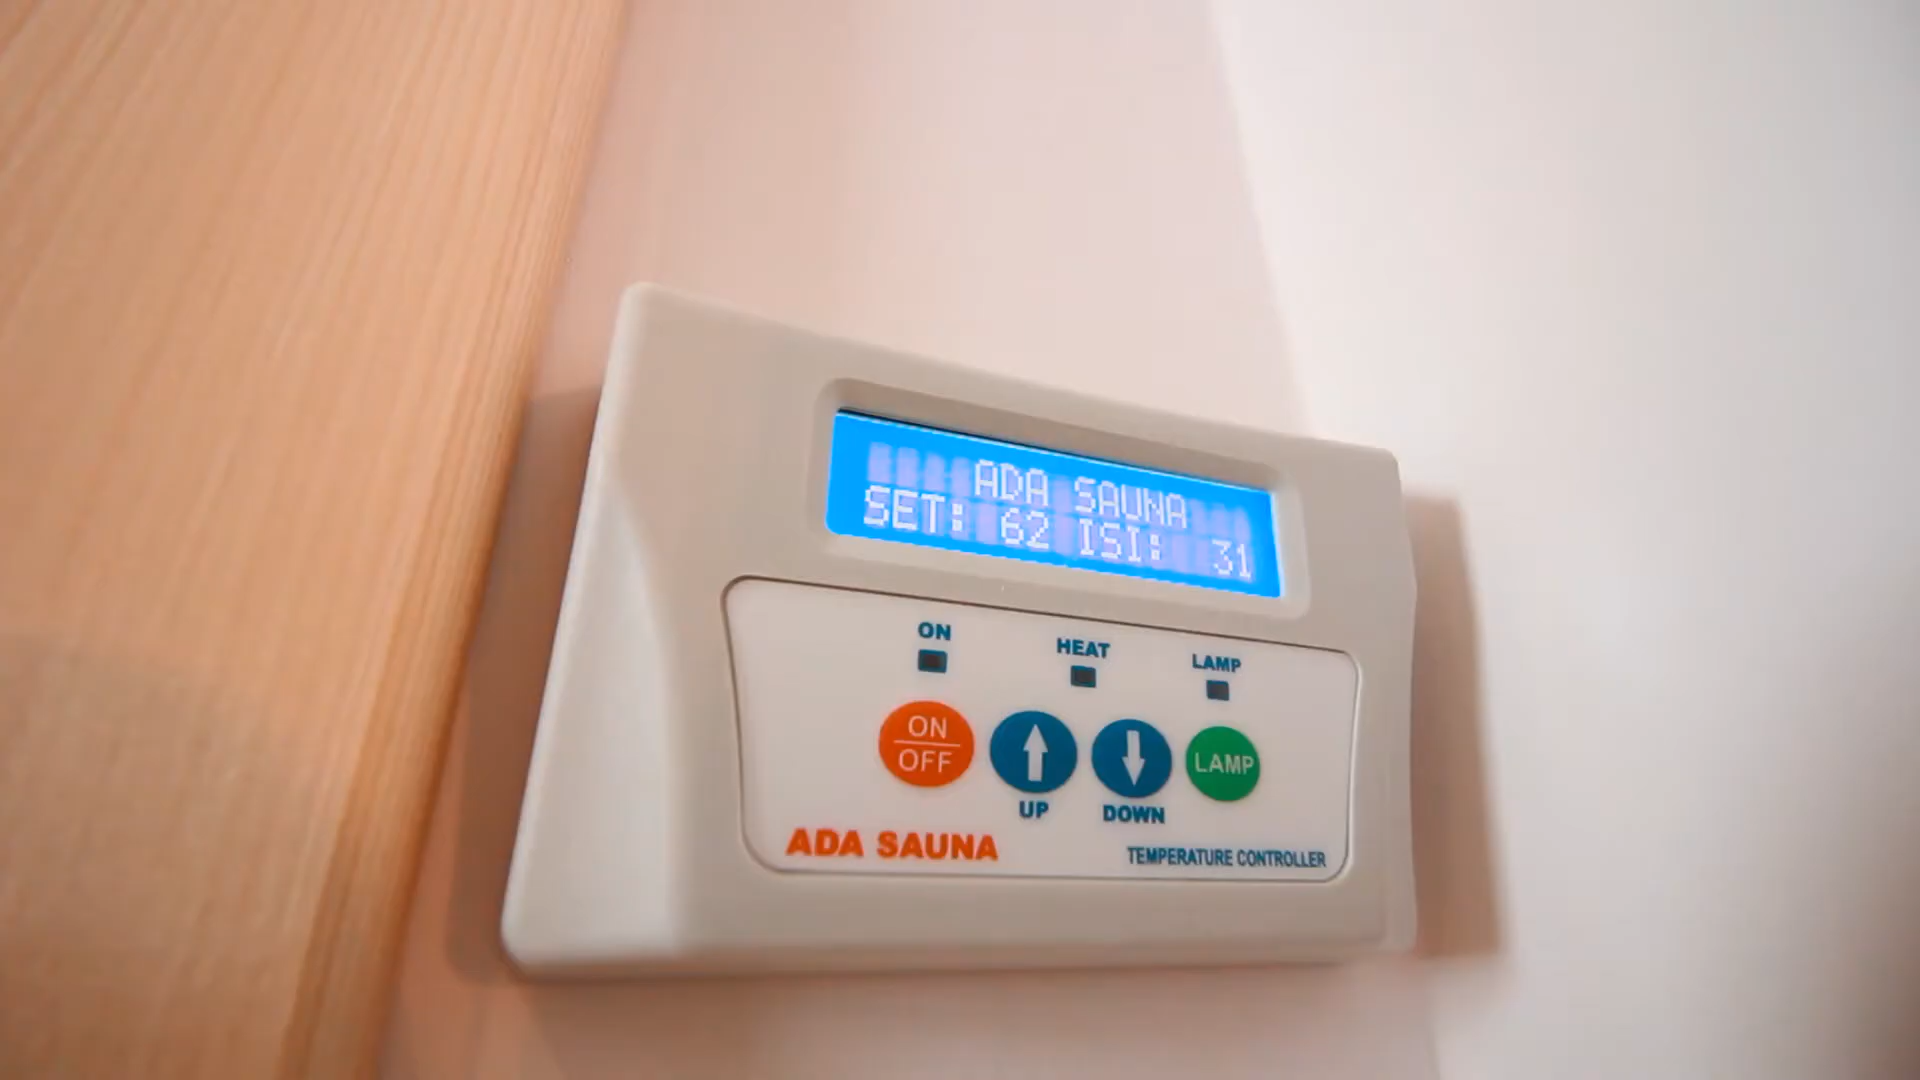 ADA SAUNA
SET: 62 ISI: 31
ON HEAT LAMP
ON
OFF
LAMP
UP DOWN
ADA SAUNA
TEMPERATURE CONTROLLER